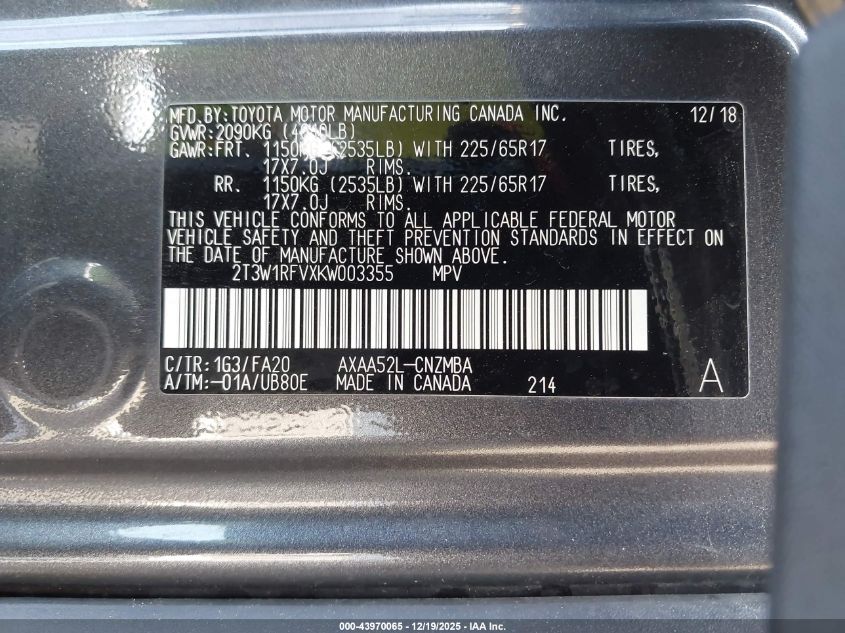 MFD.BY:TOYOTA MOTOR MANUFACTURING CANADA INC. 12/18
GVWR:2090KG
GAWR:FRT. (2535LB) WITH 225/65R17 TIRES,
17X7.0J RIMS.
RR. 1150KG (2535LB) WITH 225/65R17 TIRES,
17X7.0J RIMS.
THIS VEHICLE CONFORMS TO ALL APPLICABLE FEDERAL MOTOR
VEHICLE SAFETY AND THEFT PREVENTION STANDARDS IN EFFECT ON
THE DATE OF MANUFACTURE SHOWN ABOVE.
2T3W1RFVXKW003355 MPV
C/TR:1G3/FA20 AXAA52L-CNZMBA
A/TM:-01A/UB80E MADE IN CANADA 214 A
000-43970065 - 12/19/2025 - IAA Inc.